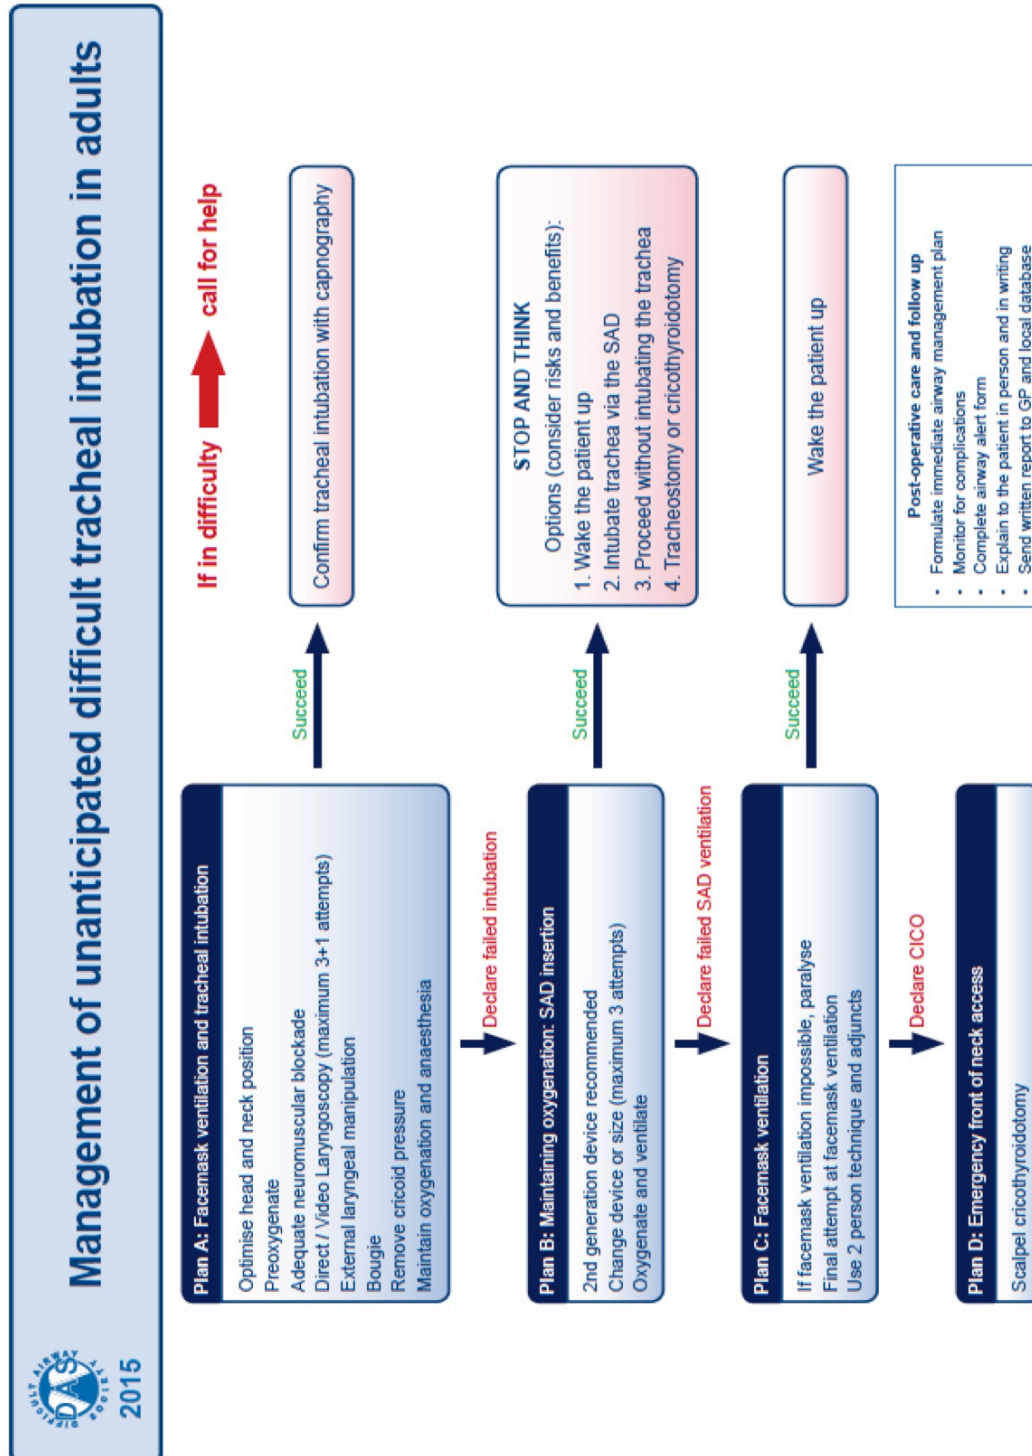 DIFFICULT AIRWAY SOCIETY
DAS
2015
Management of unanticipated difficult tracheal intubation in adults
If in difficulty
call for help
Plan A: Facemask ventilation and tracheal intubation
Optimise head and neck position
Preoxygenate
Adequate neuromuscular blockade
Direct / Video Laryngoscopy (maximum 3+1 attempts)
External laryngeal manipulation
Bougie
Remove cricoid pressure
Maintain oxygenation and anaesthesia
Succeed
Confirm tracheal intubation with capnography
Declare failed intubation
Plan B: Maintaining oxygenation: SAD insertion
2nd generation device recommended
Change device or size (maximum 3 attempts)
Oxygenate and ventilate
Succeed
STOP AND THINK
Options (consider risks and benefits):
1. Wake the patient up
2. Intubate trachea via the SAD
3. Proceed without intubating the trachea
4. Tracheostomy or cricothyroidotomy
Declare failed SAD ventilation
Plan C: Facemask ventilation
If facemask ventilation impossible, paralyse
Final attempt at facemask ventilation
Use 2 person technique and adjuncts
Succeed
Wake the patient up
Declare CICO
Plan D: Emergency front of neck access
Scalpel cricothyroidotomy
Post-operative care and follow up
• Formulate immediate airway management plan
• Monitor for complications
• Complete airway alert form
• Explain to the patient in person and in writing
• Send written report to GP and local database